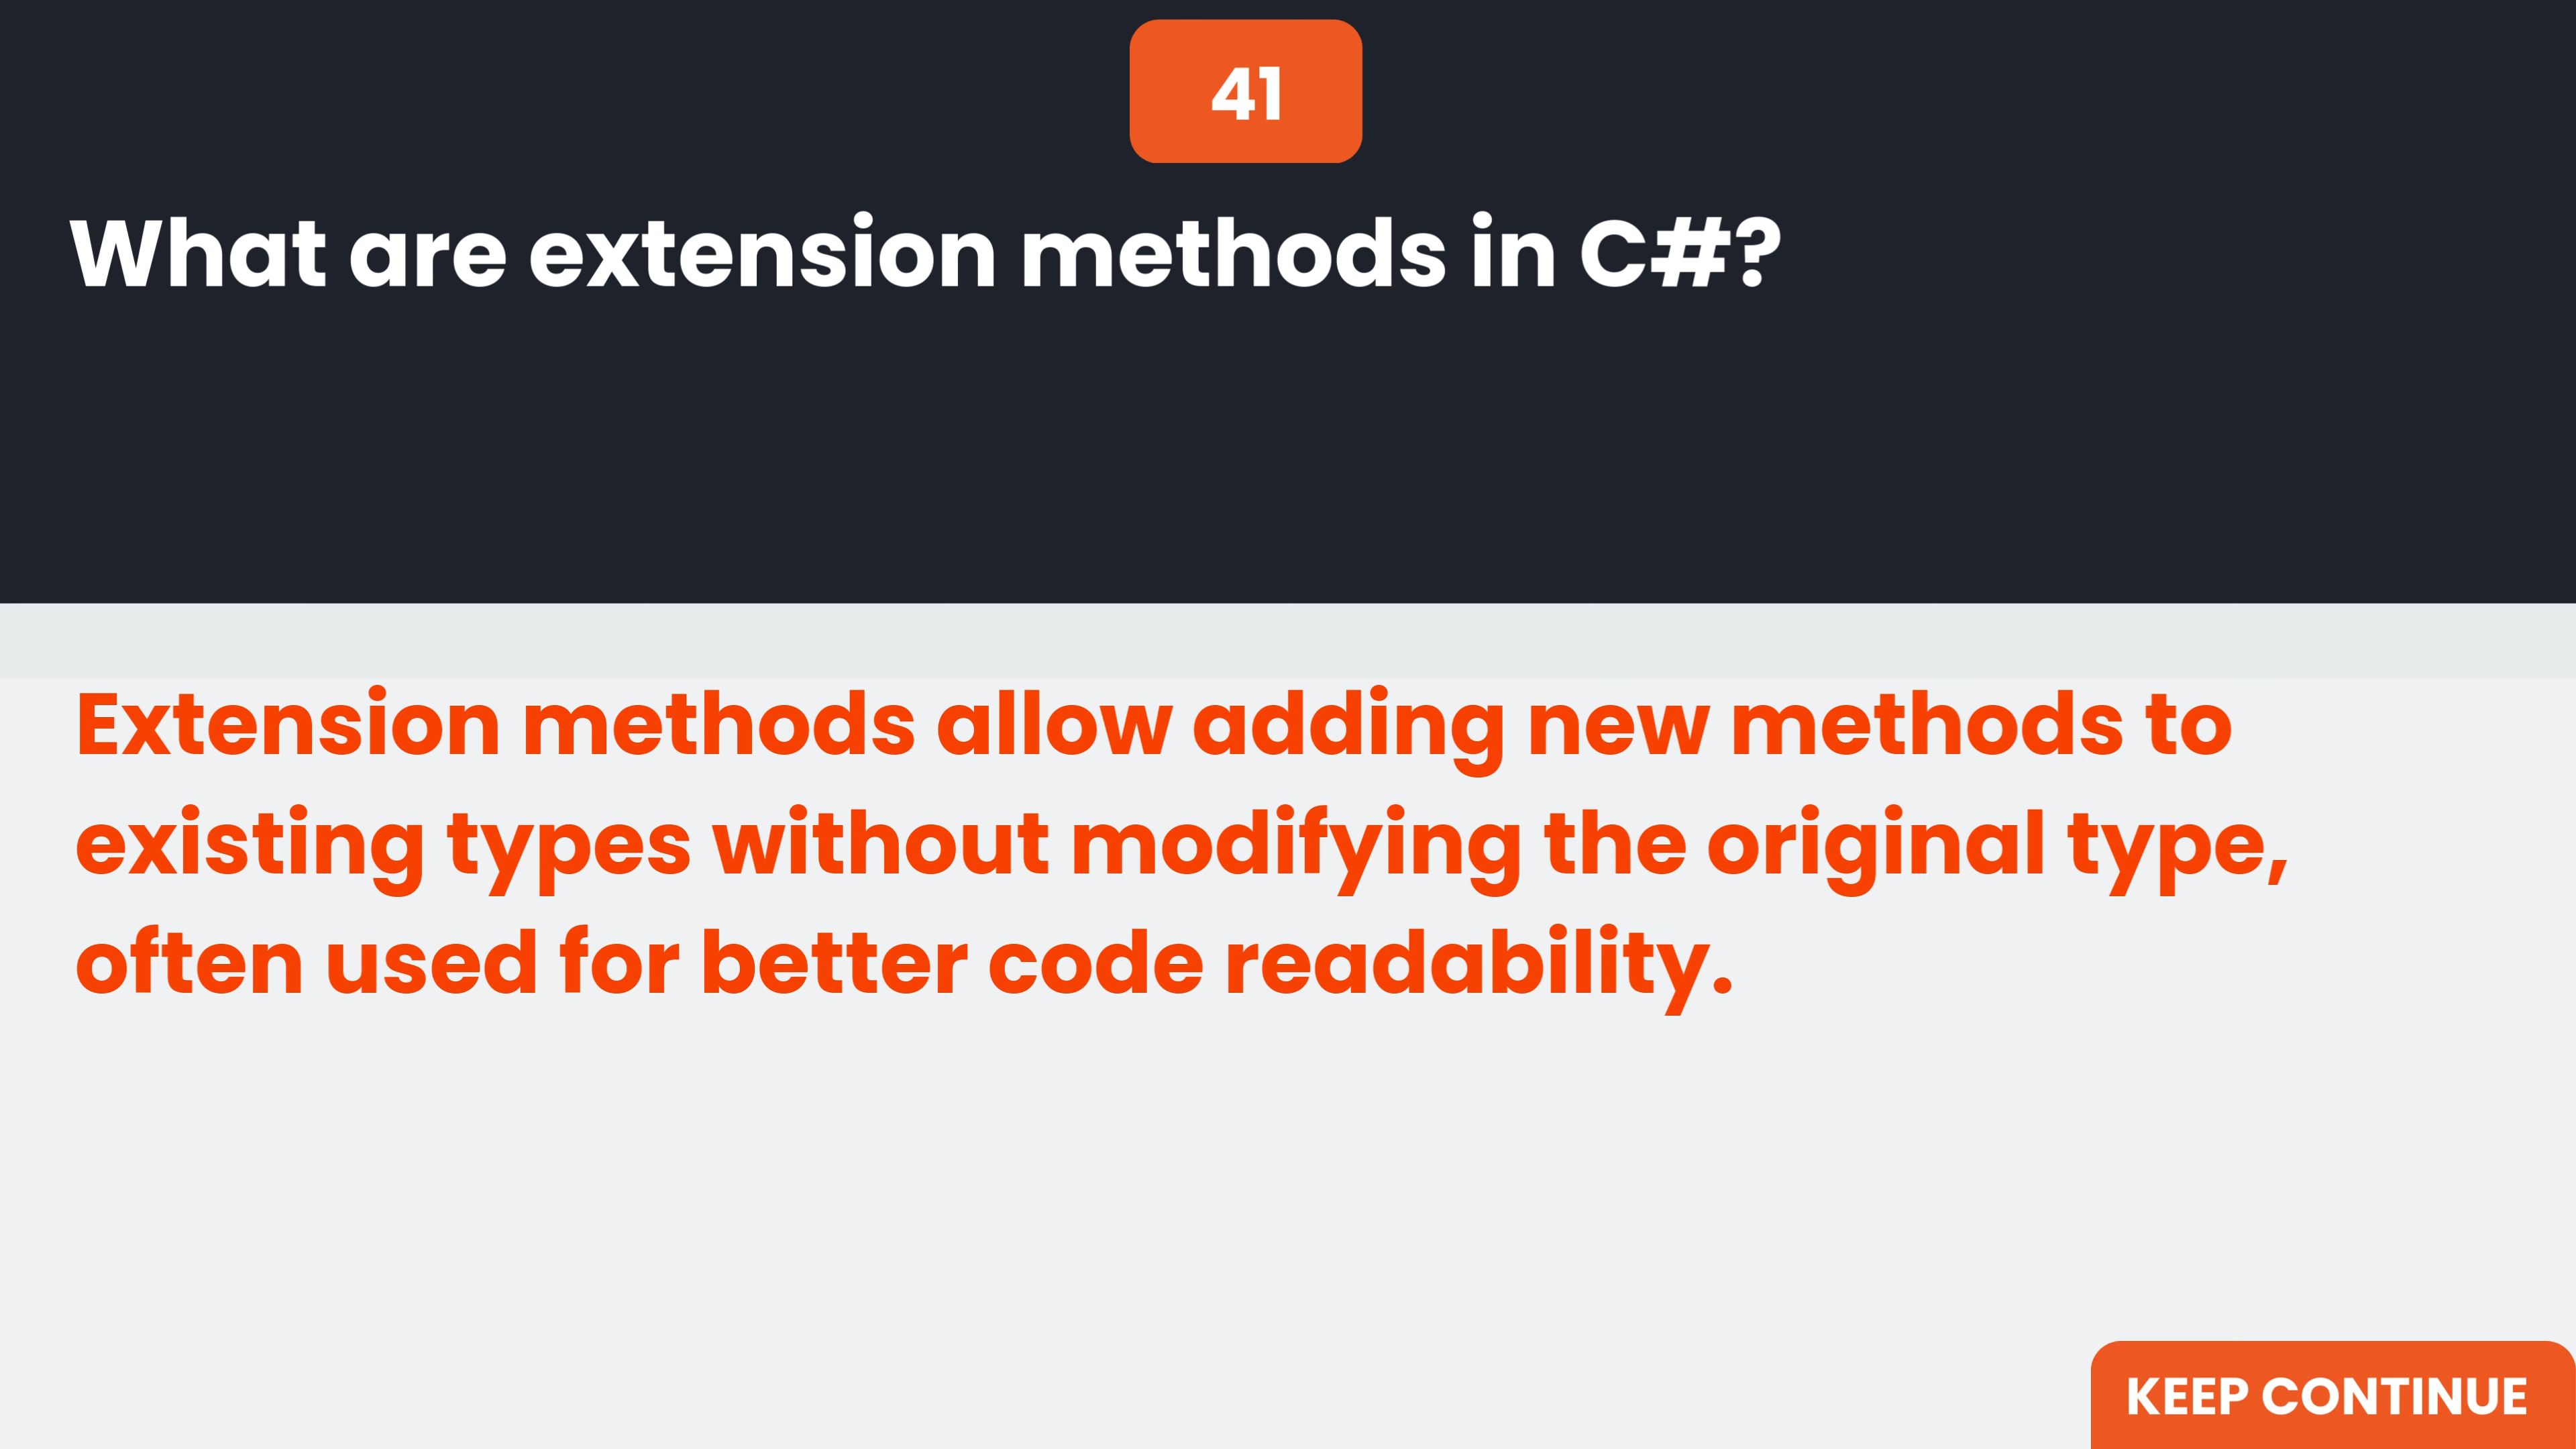 41
What are extension methods in C#?
Extension methods allow adding new methods to
existing types without modifying the original type,
often used for better code readability.
KEEP CONTINUE